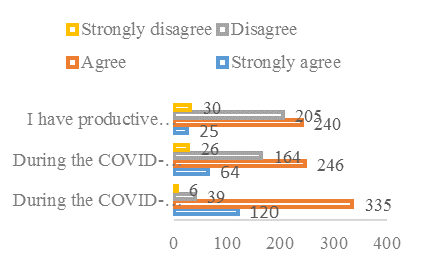 Strongly disagree Disagree
Agree Strongly agree
30
205
I have productive…
240
25
26
164
During the COVID-…
246
64
6
39
During the COVID-…
335
120
0 100 200 300 400